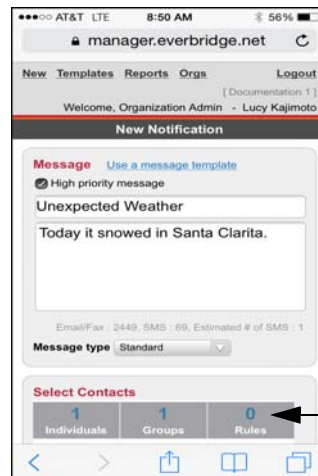 AT&T LTE 8:50 AM 56%
manager.everbridge.net
New Templates Reports Orgs Logout
[ Documentation 1 ]
Welcome, Organization Admin - Lucy Kajimoto
New Notification
Message Use a message template
High priority message
Unexpected Weather
Today it snowed in Santa Clarita.
Email/Fax : 2449, SMS : 69, Estimated # of SMS : 1
Message type Standard
Select Contacts
1 1 0
Individuals Groups Rules